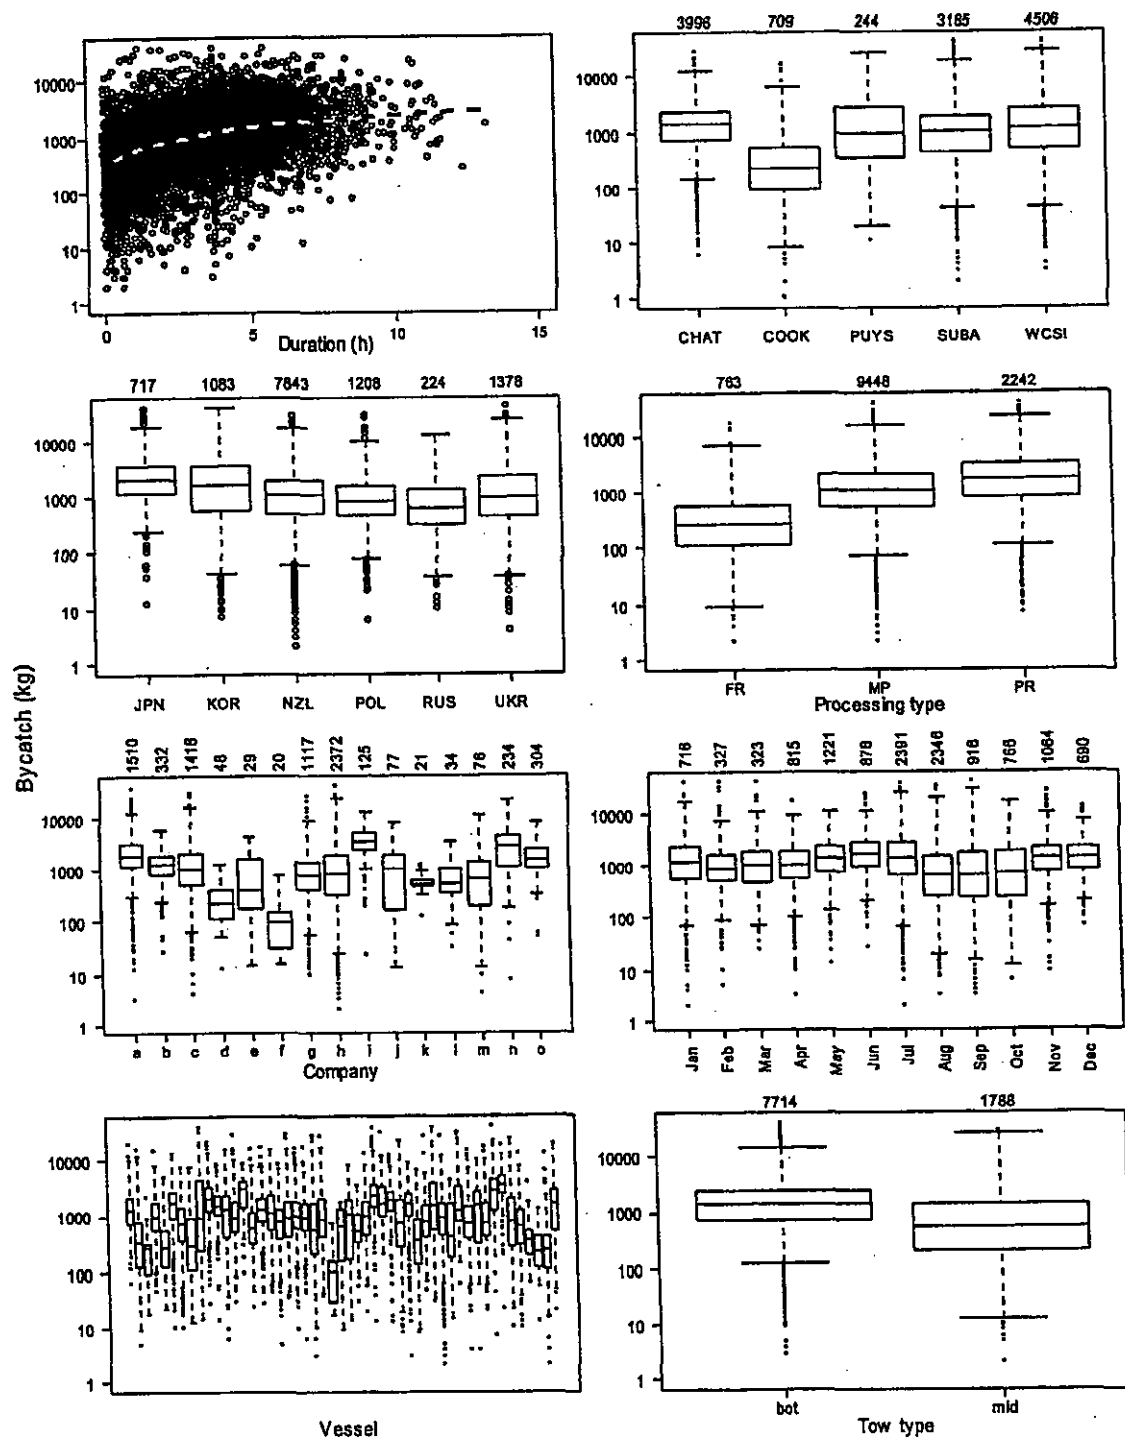 3996 709 244 3185 4506
10000
1000
100
10
1
0 5 10 15
Duration (h)
10000
1000
100
10
1
CHAT COOK PUYS SUBA WCSI
717 1083 7843 1208 224 1378
10000
1000
100
10
1
JPN KOR NZL POL RUS UKR
763 9448 2242
10000
1000
100
10
1
FR MP PR
Processing type
Bycatch (kg)
1510 332 1418 48 29 20 1117 2372 125 77 21 34 76 234 304
10000
1000
100
10
1
a b c d e f g h i j k l m n o
Company
716 327 323 815 1221 878 2391 2346 916 766 1064 690
10000
1000
100
10
1
Jan Feb Mar Apr May Jun Jul Aug Sep Oct Nov Dec
10000
1000
100
10
1
Vessel
7714 1788
10000
1000
100
10
1
bot mid
Tow type